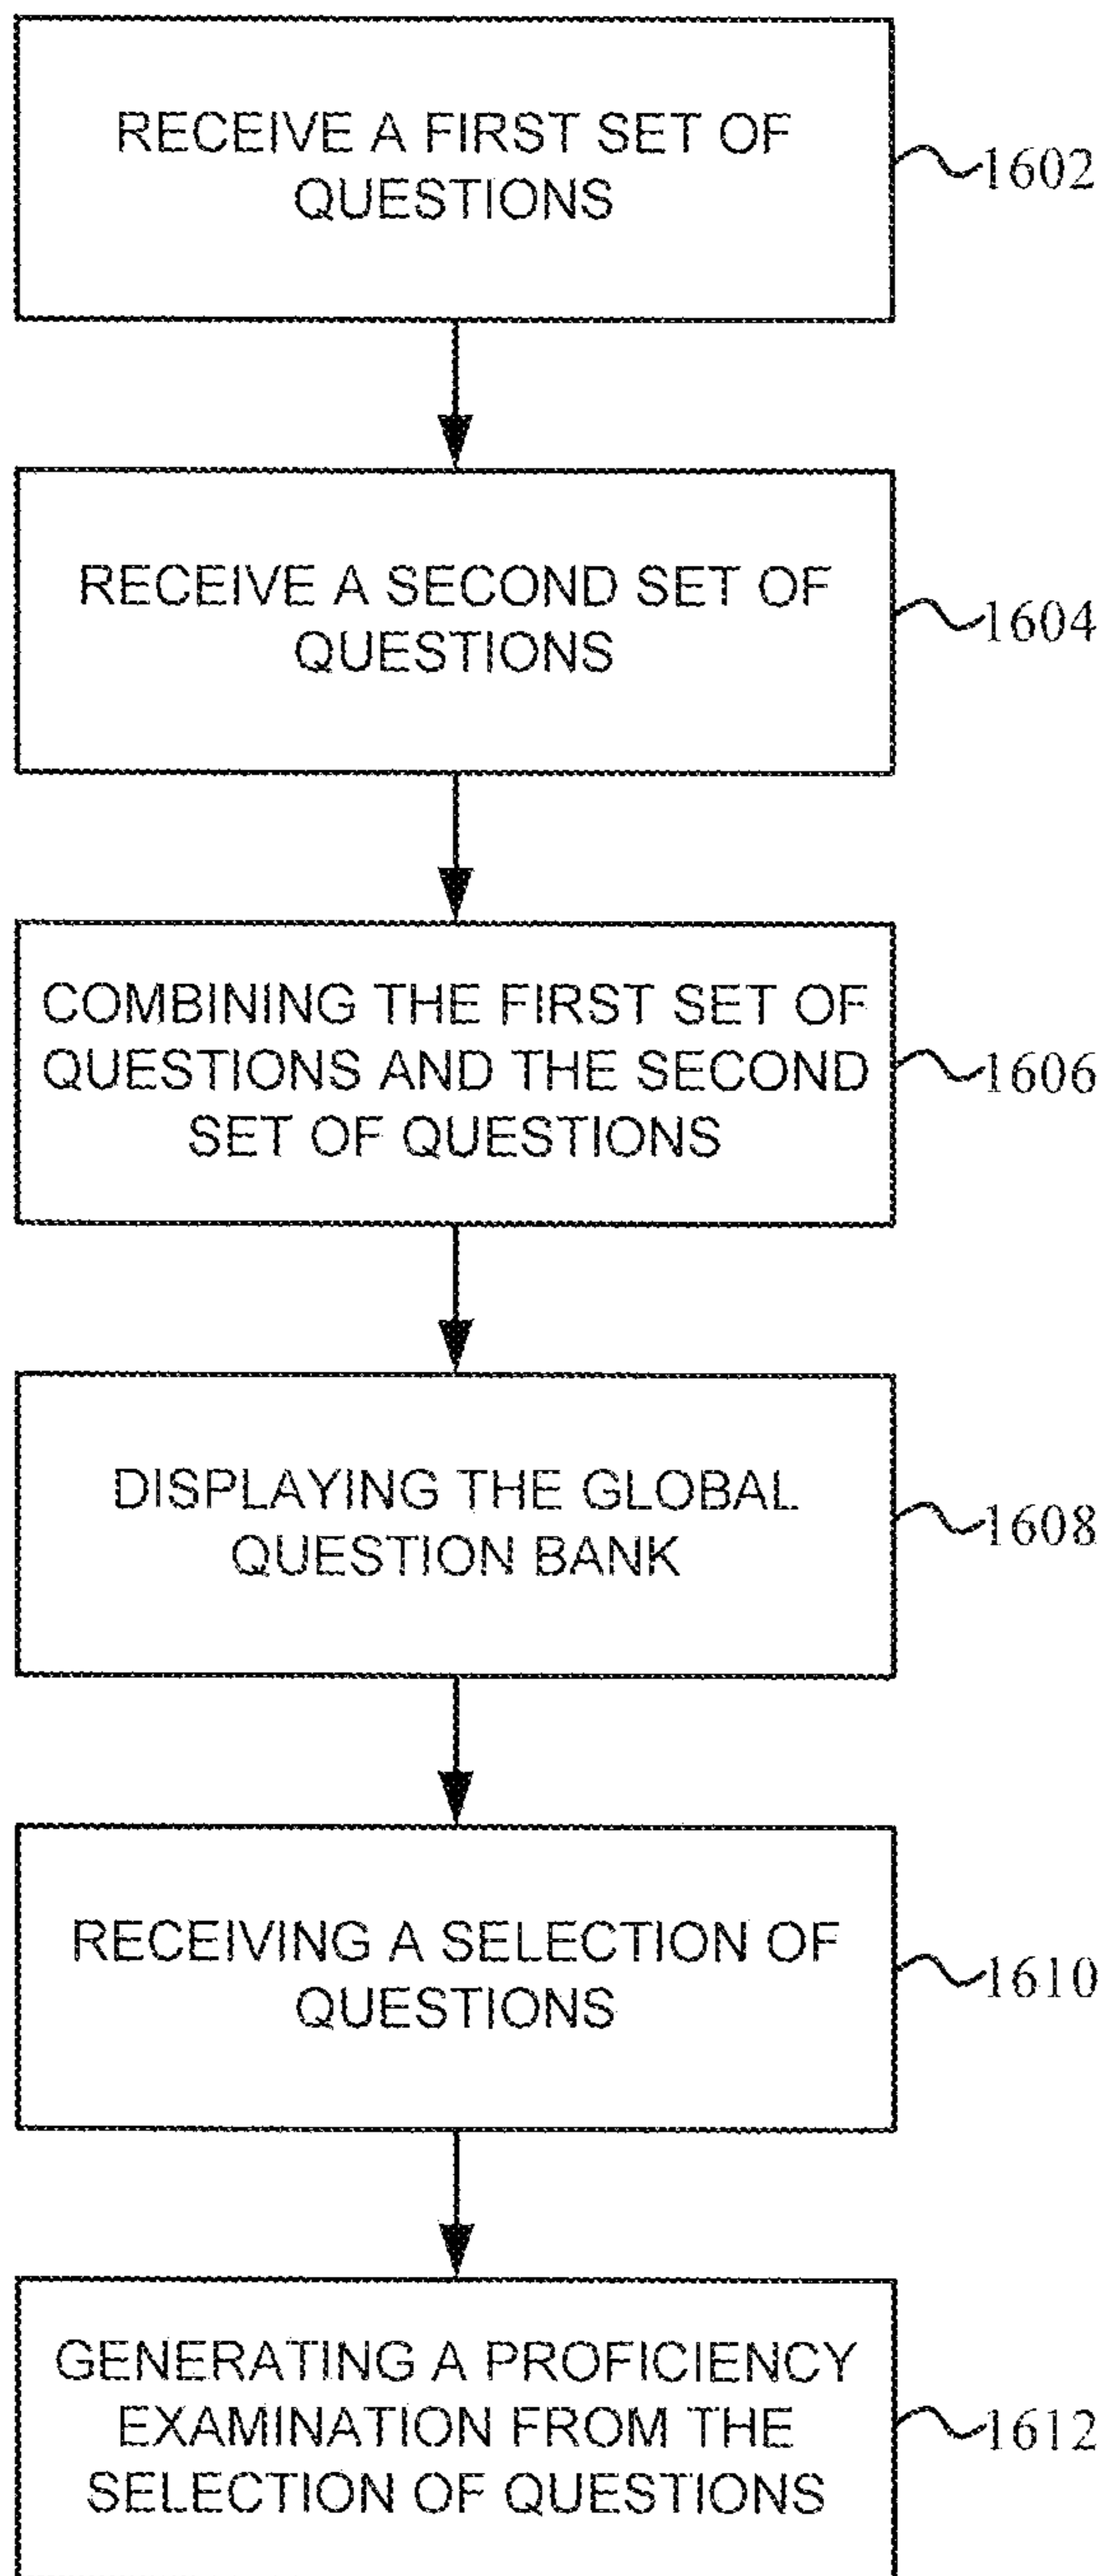 RECEIVE A FIRST SET OF
QUESTIONS
1602
RECEIVE A SECOND SET OF
QUESTIONS
1604
COMBINING THE FIRST SET OF
QUESTIONS AND THE SECOND
SET OF QUESTIONS
1606
DISPLAYING THE GLOBAL
QUESTION BANK
1608
RECEIVING A SELECTION OF
QUESTIONS
1610
GENERATING A PROFICIENCY
EXAMINATION FROM THE
SELECTION OF QUESTIONS
1612